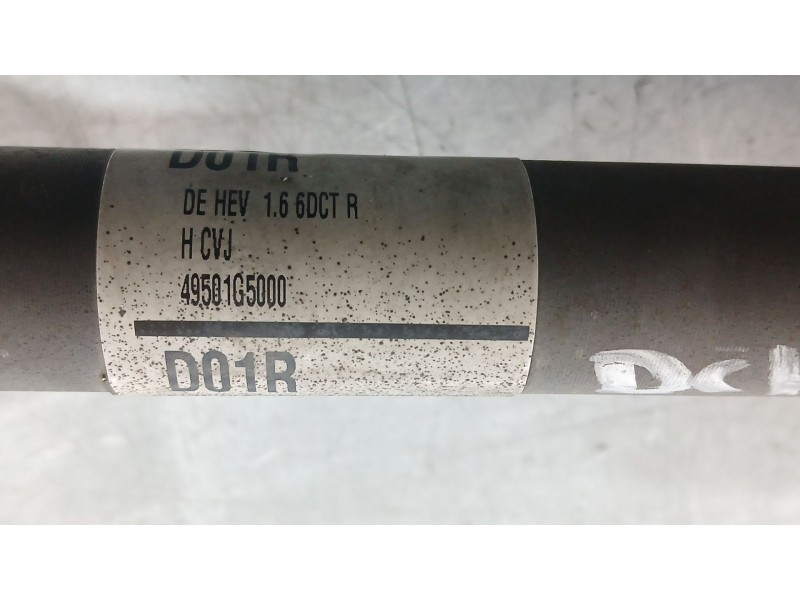 D01R
DE HEV 1.6 6DCT R
H CVJ
49501G5000
D01R